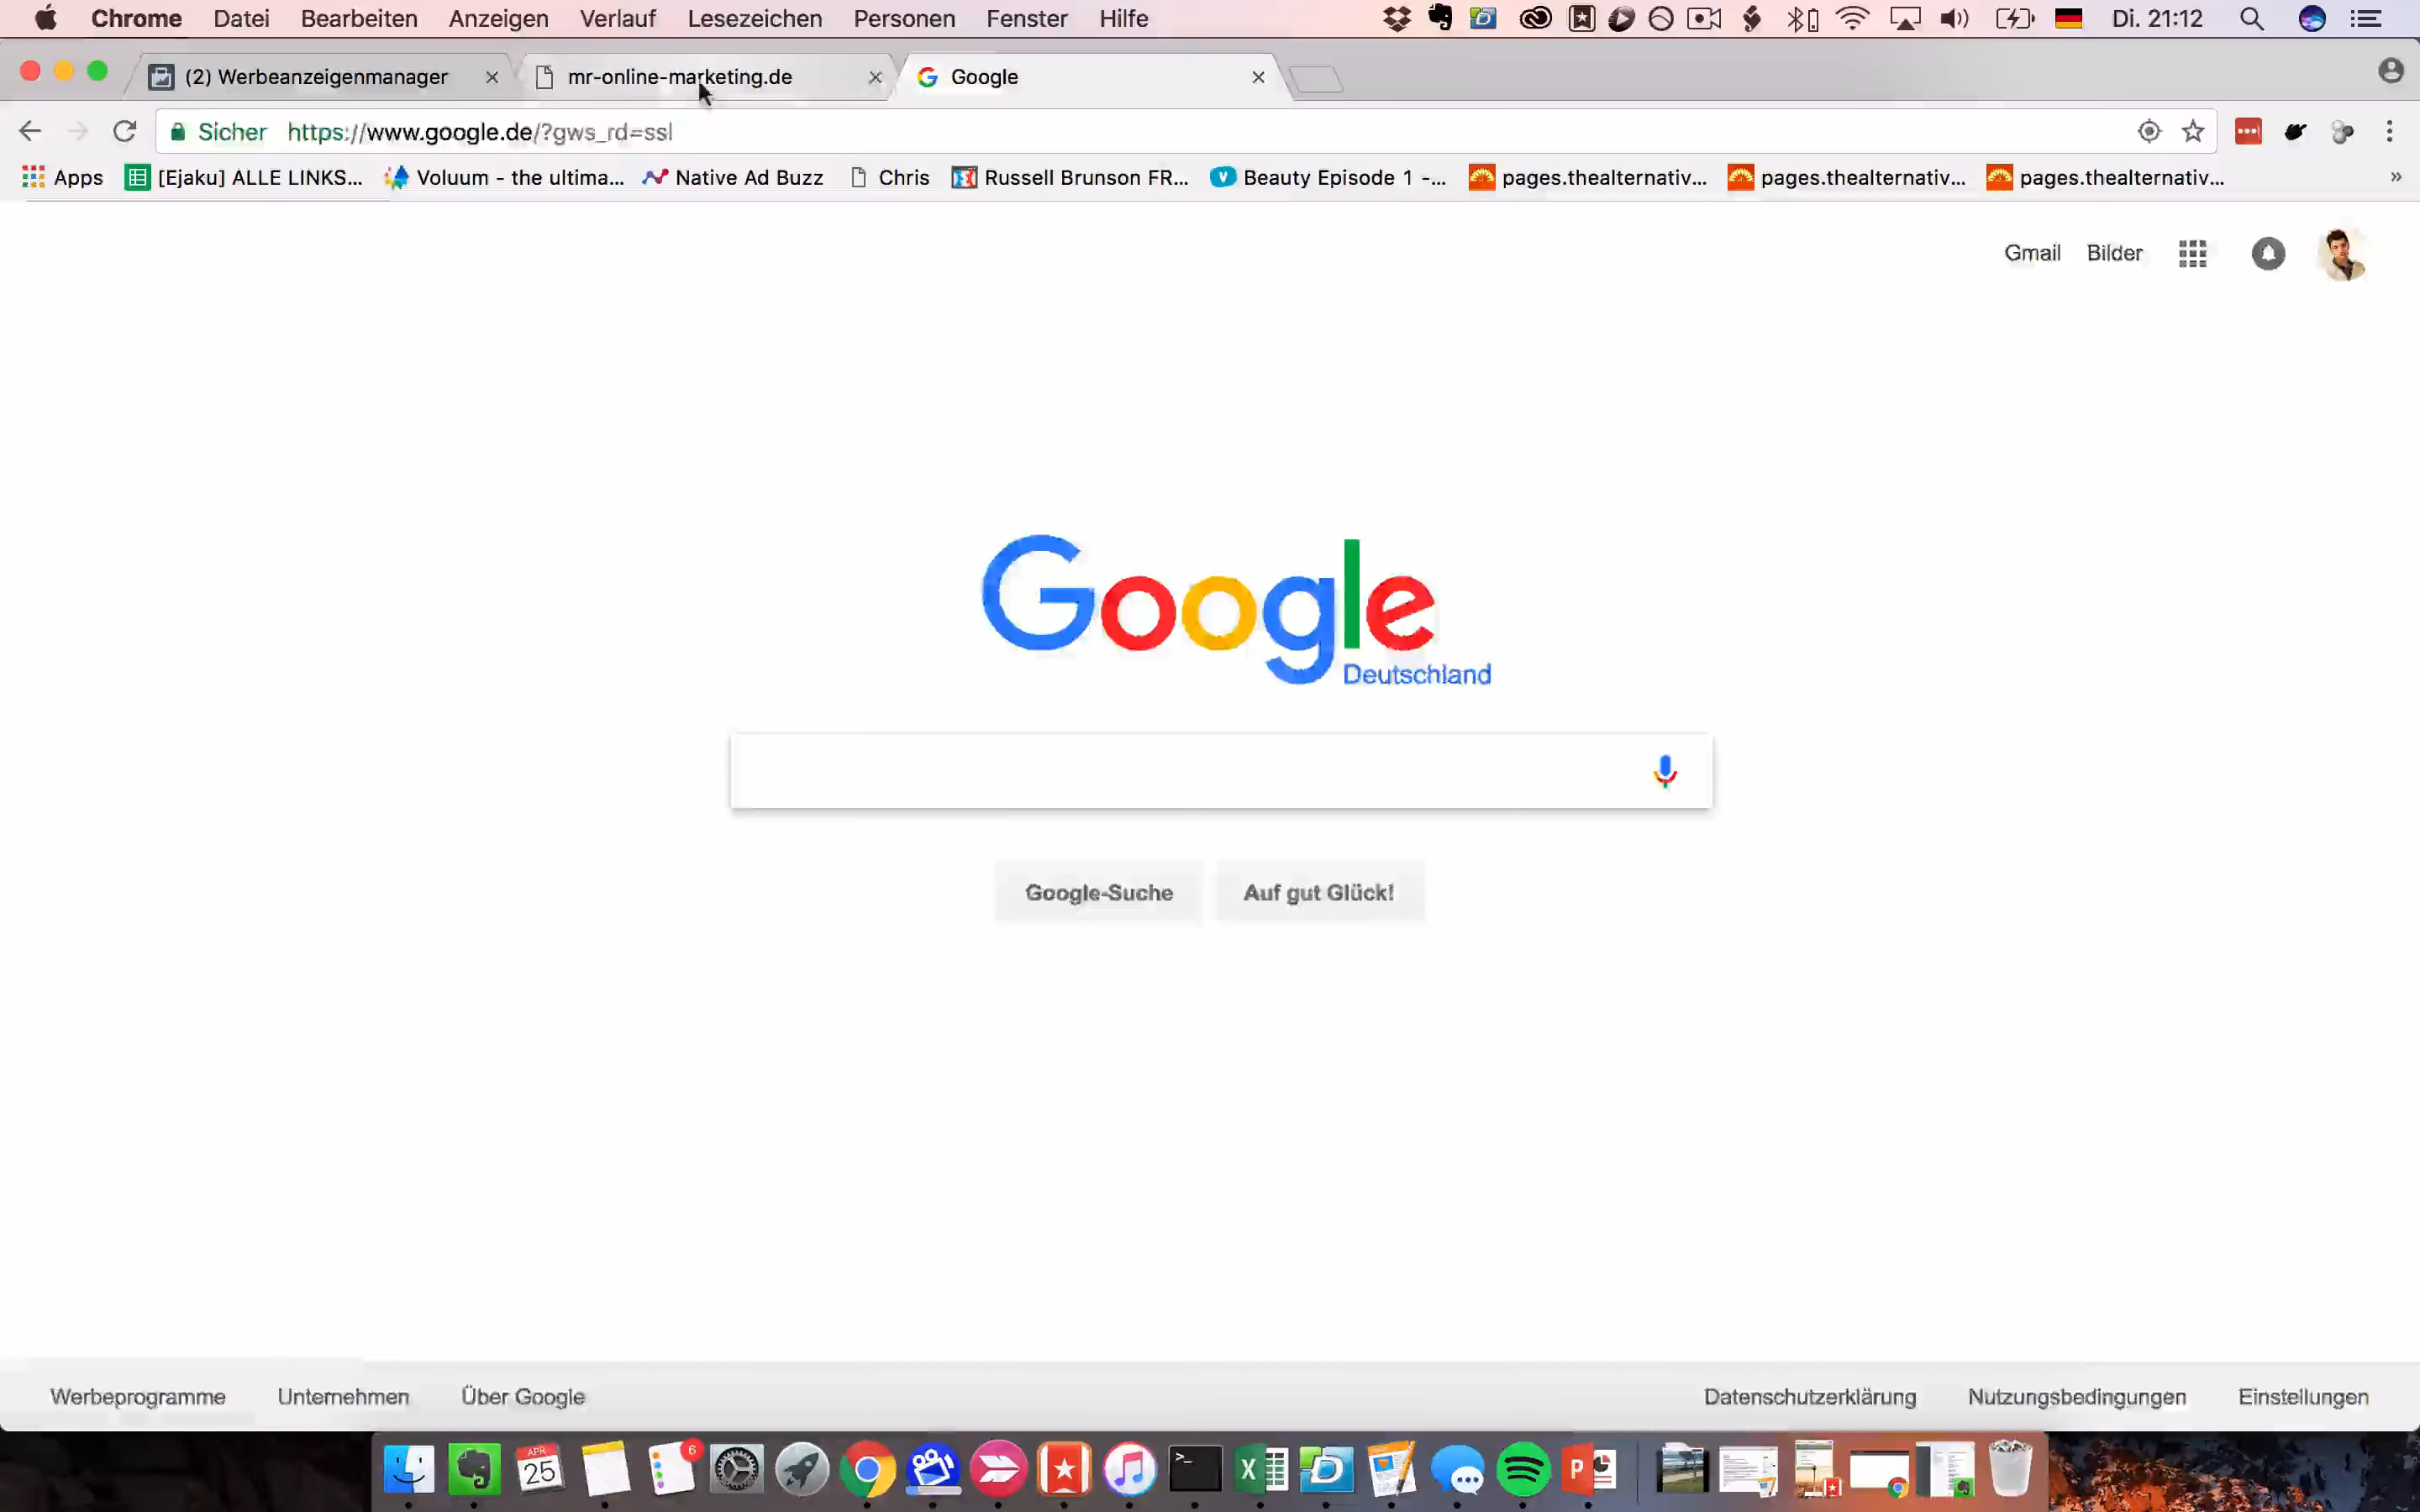 Chrome Datei Bearbeiten Anzeigen Verlauf Lesezeichen Personen Fenster Hilfe Di. 21:12
(2) Werbeanzeigenmanager mr-online-marketing.de Google
Sicher https://www.google.de/?gws_rd=ssl
Apps [Ejaku] ALLE LINKS... Voluum - the ultima... Native Ad Buzz Chris Russell Brunson FR... Beauty Episode 1 -... pages.thealternativ... pages.thealternativ... pages.thealternativ... »
Gmail Bilder
Google
Deutschland
Google-Suche Auf gut Glück!
Werbeprogramme Unternehmen Über Google Datenschutzerklärung Nutzungsbedingungen Einstellungen
APR
25
6